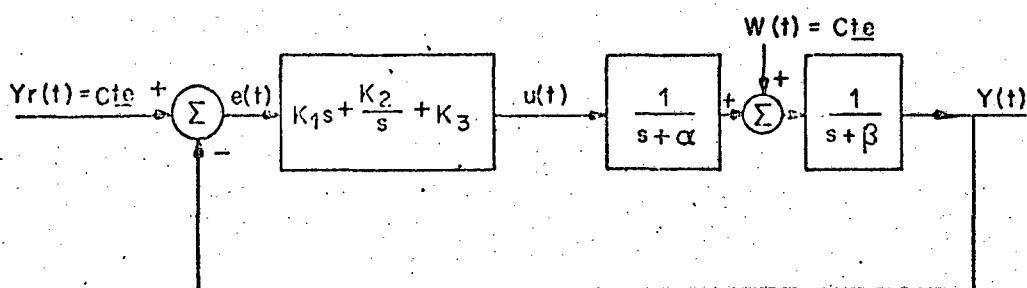 W(t) = Cte
Yr(t) = Cte + Σ e(t) K₁s + K₂/s + K₃ u(t) 1/(s+α) + Σ + 1/(s+β) Y(t)
−